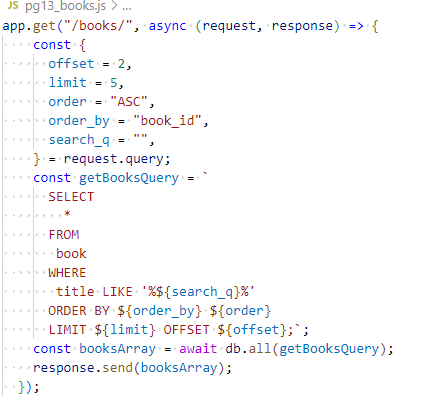 JS pg13_books.js > ...
app.get("/books/", async (request, response) => {
    const {
      offset = 2,
      limit = 5,
      order = "ASC",
      order_by = "book_id",
      search_q = "",
    } = request.query;
    const getBooksQuery = `
      SELECT
        *
      FROM
       book
      WHERE
       title LIKE '%${search_q}%'
      ORDER BY ${order_by} ${order}
      LIMIT ${limit} OFFSET ${offset};`;
    const booksArray = await db.all(getBooksQuery);
    response.send(booksArray);
  });